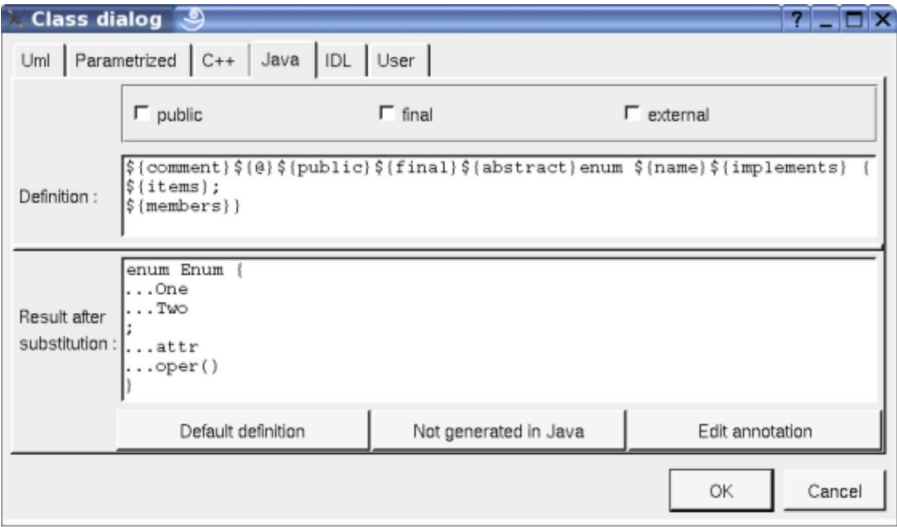 Class dialog ? _ X
Uml Parametrized C++ Java IDL User
public final external
Definition :
${comment}${@}${public}${final}${abstract}enum ${name}${implements} {
${items};
${members}}
Result after
substitution :
enum Enum {
...One
...Two
;
...attr
...oper()
}
Default definition Not generated in Java Edit annotation
OK Cancel